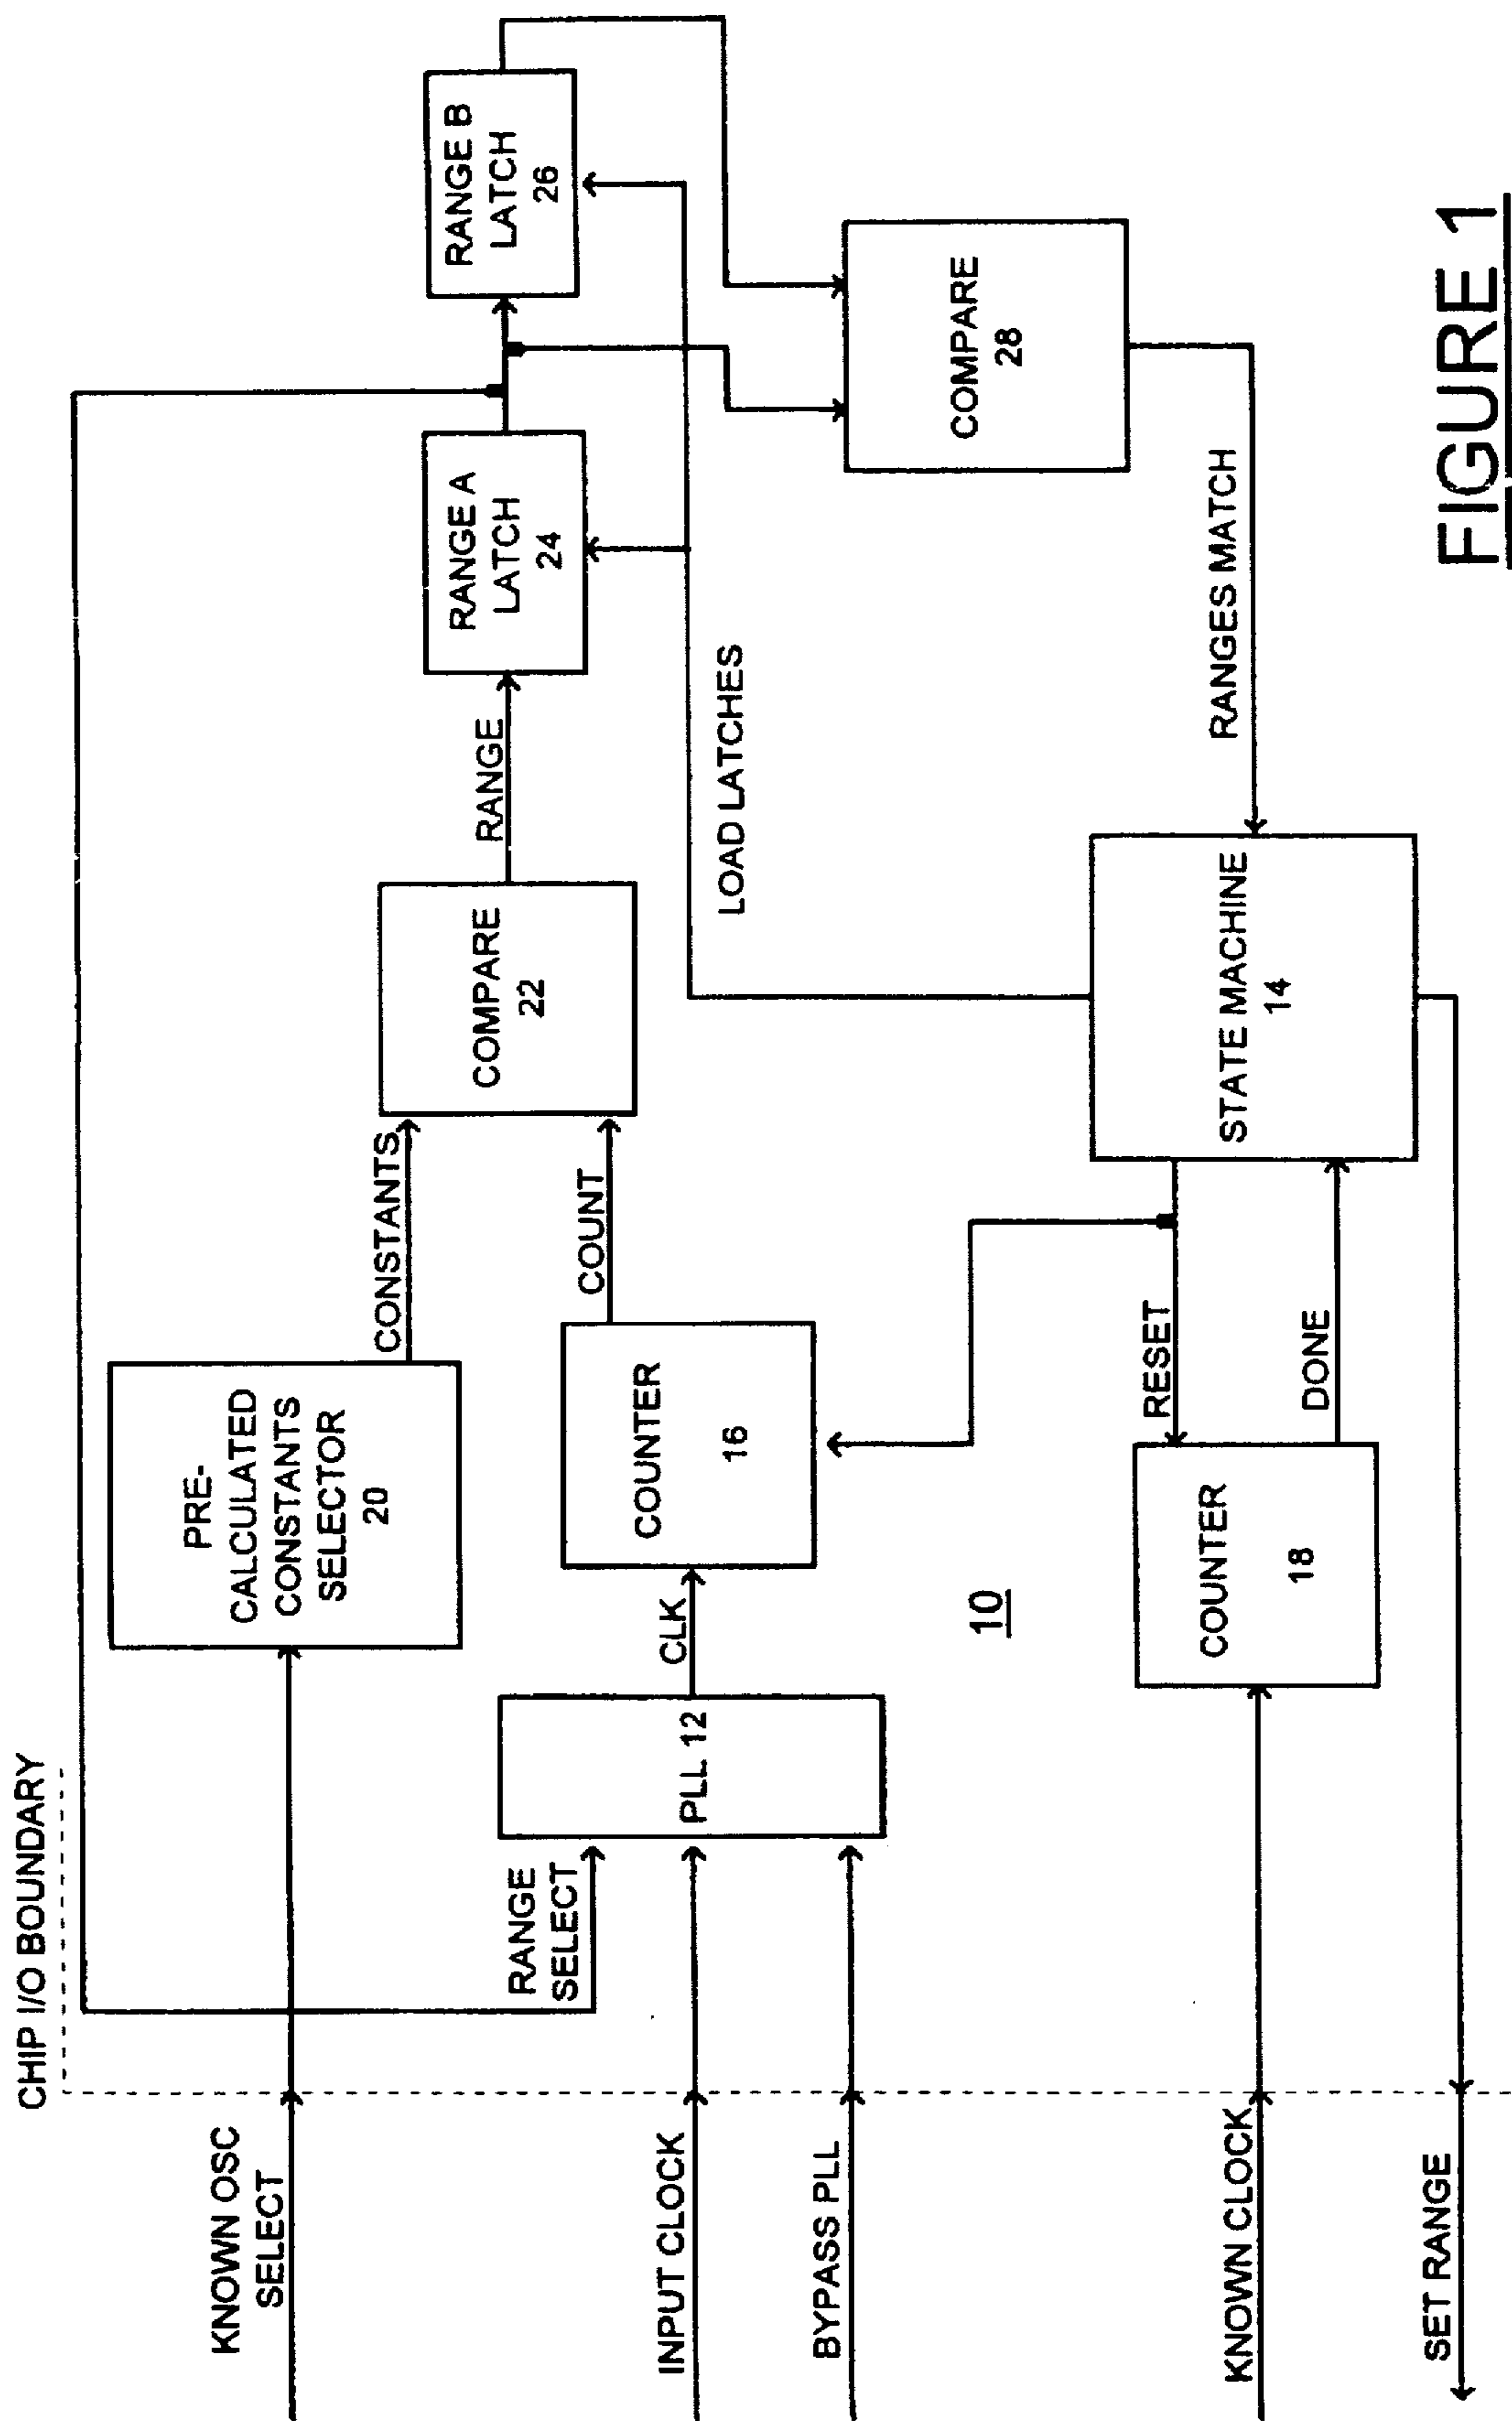 CHIP I/O BOUNDARY
KNOWN OSC
SELECT
PRE-
CALCULATED
CONSTANTS
SELECTOR
20
CONSTANTS
COMPARE
22
RANGE
RANGE A
LATCH
24
RANGE B
LATCH
26
RANGE
SELECT
INPUT CLOCK
BYPASS PLL
PLL 12
CLK
COUNTER
16
COUNT
LOAD LATCHES
COMPARE
28
10
KNOWN CLOCK
COUNTER
18
RESET
DONE
STATE MACHINE
14
RANGES MATCH
SET RANGE
FIGURE 1